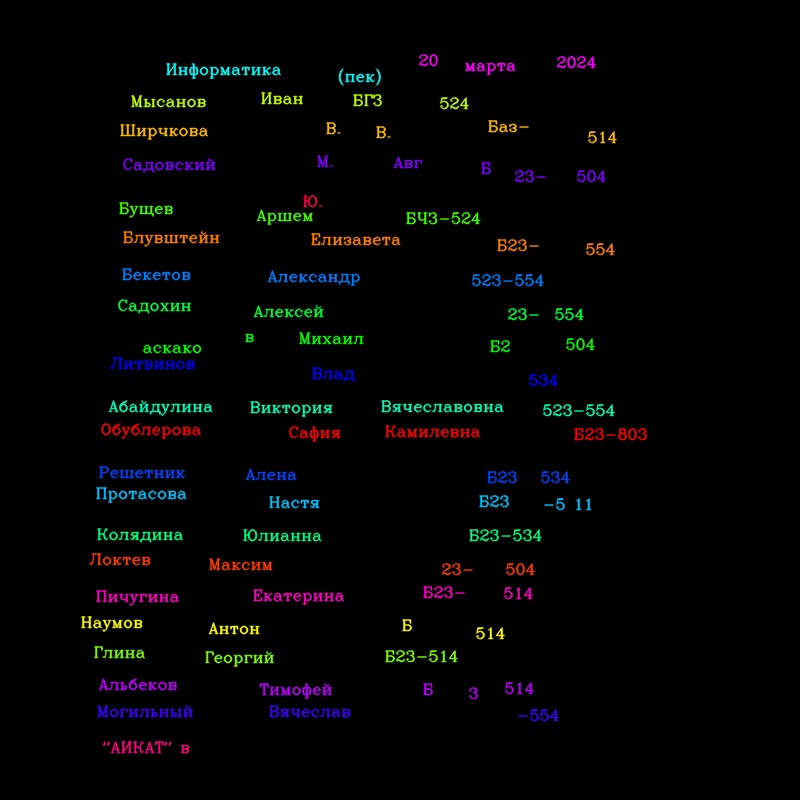 Информатика (пек) 20 марта 2024
Мысанов Иван БГЗ 524
Ширчкова В. В. Баз- 514
Садовский М. Авг Б 23- 504
Ю.
Бущев Аршем БЧЗ-524
Блувштейн Елизавета Б23- 554
Бекетов Александр 523-554
Садохин Алексей 23- 554
аскако в Михаил Б2 504
Литвинов Влад 534
Абайдулина Виктория Вячеславовна 523-554
Обублерова Сафия Камилевна Б23-803
Решетник Алена Б23 534
Протасова Настя Б23 -5 11
Колядина Юлианна Б23-534
Локтев Максим 23- 504
Пичугина Екатерина Б23- 514
Наумов Антон Б 514
Глина Георгий Б23-514
Альбеков Тимофей Б 3 514
Могильный Вячеслав -554
“АИКАТ” в